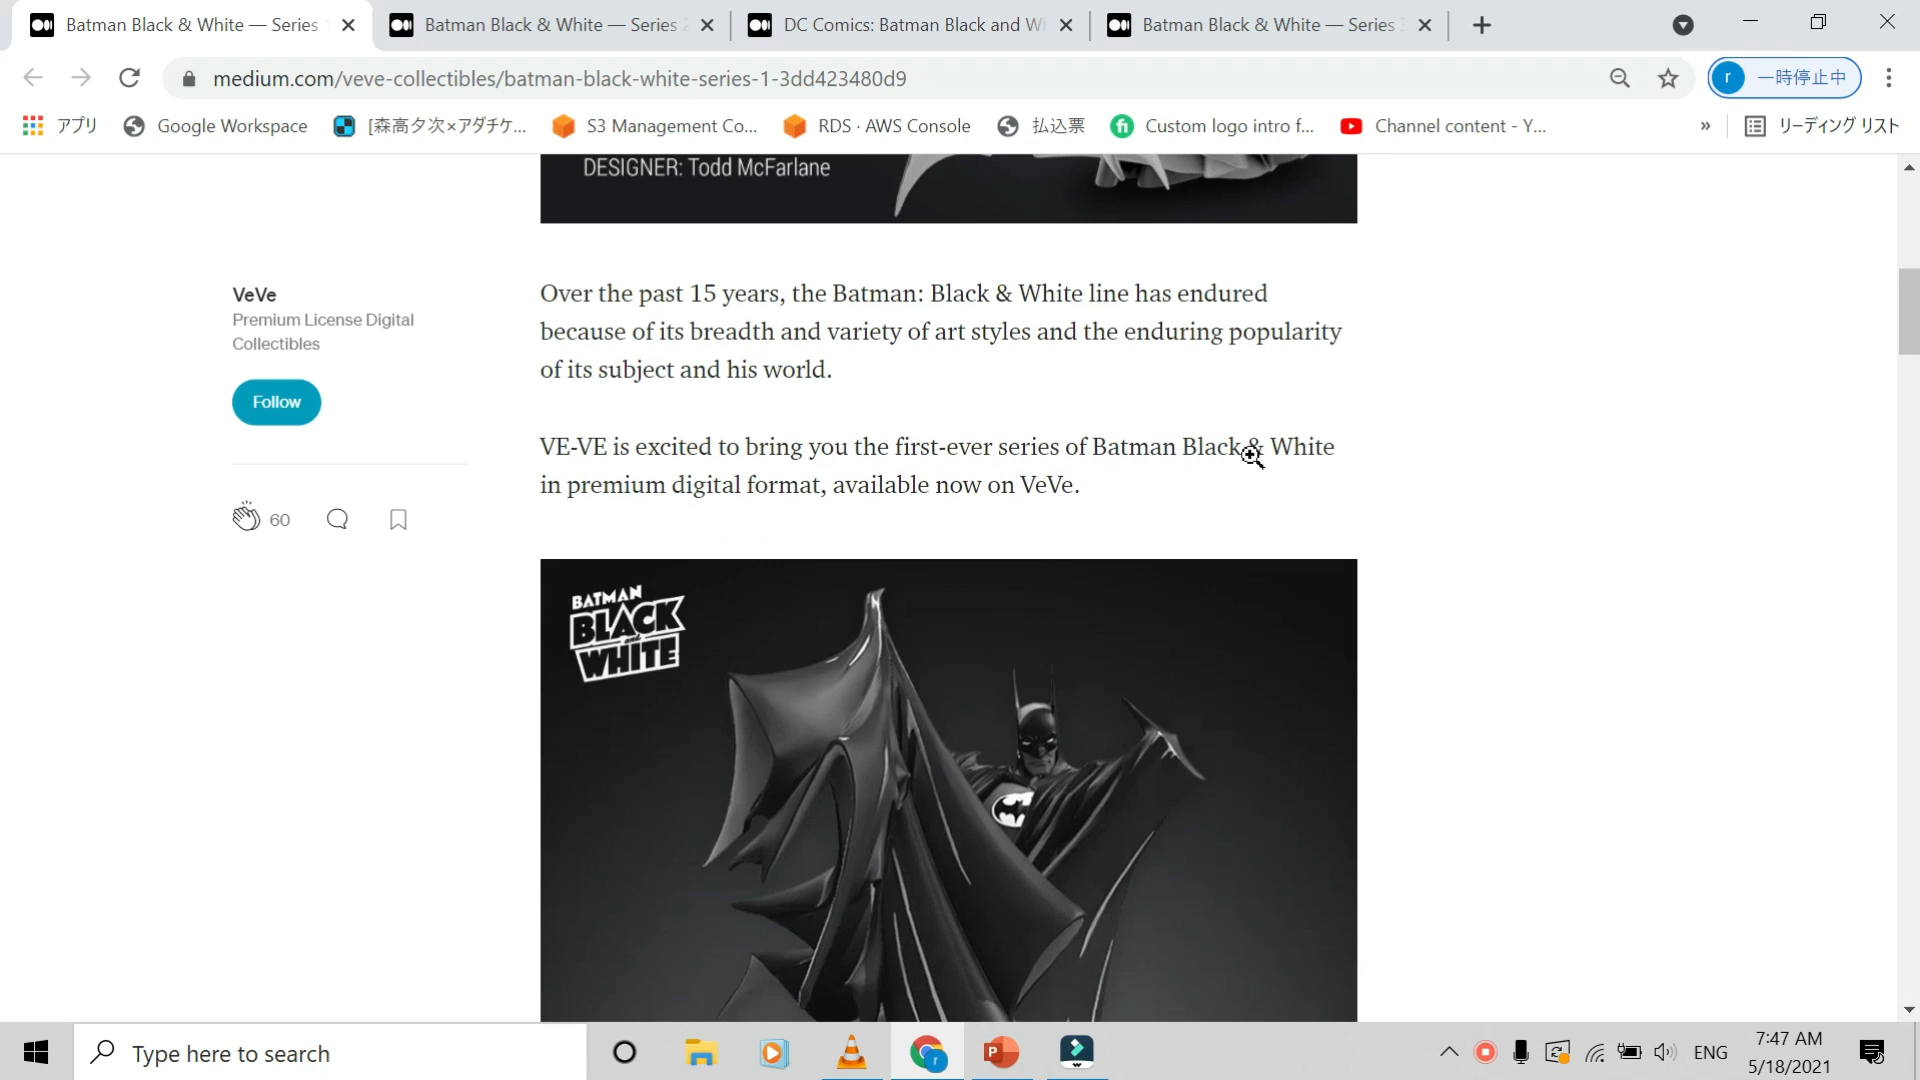 Batman Black & White — Series 1
Batman Black & White — Series 2
DC Comics: Batman Black and W
Batman Black & White — Series
medium.com/veve-collectibles/batman-black-white-series-1-3dd423480d9
r 一時停止中
アプリ
Google Workspace
[森高夕次×アダチケ...
S3 Management Co...
RDS · AWS Console
払込票
Custom logo intro f...
Channel content - Y...
»
リーディング リスト
DESIGNER: Todd McFarlane
VeVe
Premium License Digital
Collectibles
Follow
60
Over the past 15 years, the Batman: Black & White line has endured
because of its breadth and variety of art styles and the enduring popularity
of its subject and his world.
VE-VE is excited to bring you the first-ever series of Batman Black & White
in premium digital format, available now on VeVe.
BATMAN
BLACK
and
WHITE
Type here to search
ENG
7:47 AM
5/18/2021